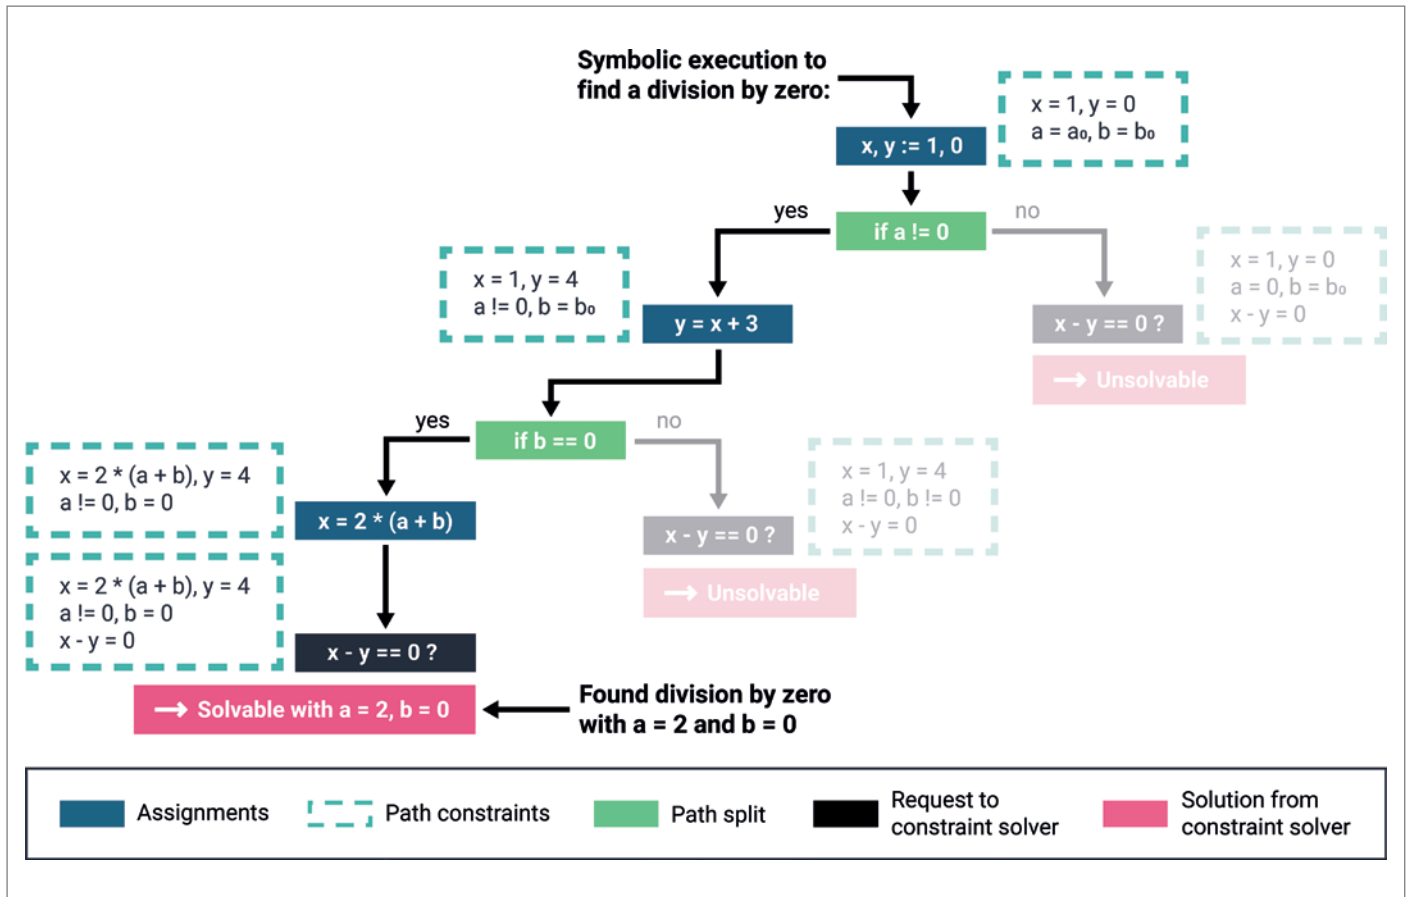 Symbolic execution to
find a division by zero:
x = 1, y = 0
a = a₀, b = b₀
x, y := 1, 0
yes
if a != 0
no
x = 1, y = 4
a != 0, b = b₀
y = x + 3
x = 1, y = 0
a = 0, b = b₀
x - y = 0
x - y == 0 ?
→ Unsolvable
yes
if b == 0
no
x = 2 * (a + b), y = 4
a != 0, b = 0
x = 2 * (a + b)
x = 1, y = 4
a != 0, b != 0
x - y = 0
x - y == 0 ?
→ Unsolvable
x = 2 * (a + b), y = 4
a != 0, b = 0
x - y = 0
x - y == 0 ?
→ Solvable with a = 2, b = 0
Found division by zero
with a = 2 and b = 0
Assignments
Path constraints
Path split
Request to
constraint solver
Solution from
constraint solver